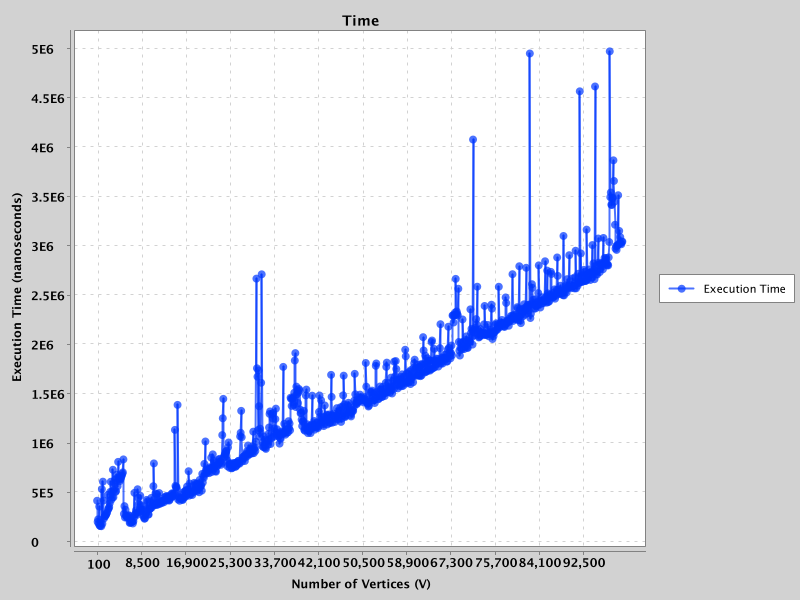 Time
Execution Time (nanoseconds)
5E6
4.5E6
4E6
3.5E6
3E6
2.5E6
2E6
1.5E6
1E6
5E5
0
100 8,500 16,900 25,300 33,700 42,100 50,500 58,900 67,300 75,700 84,100 92,500
Number of Vertices (V)
Execution Time